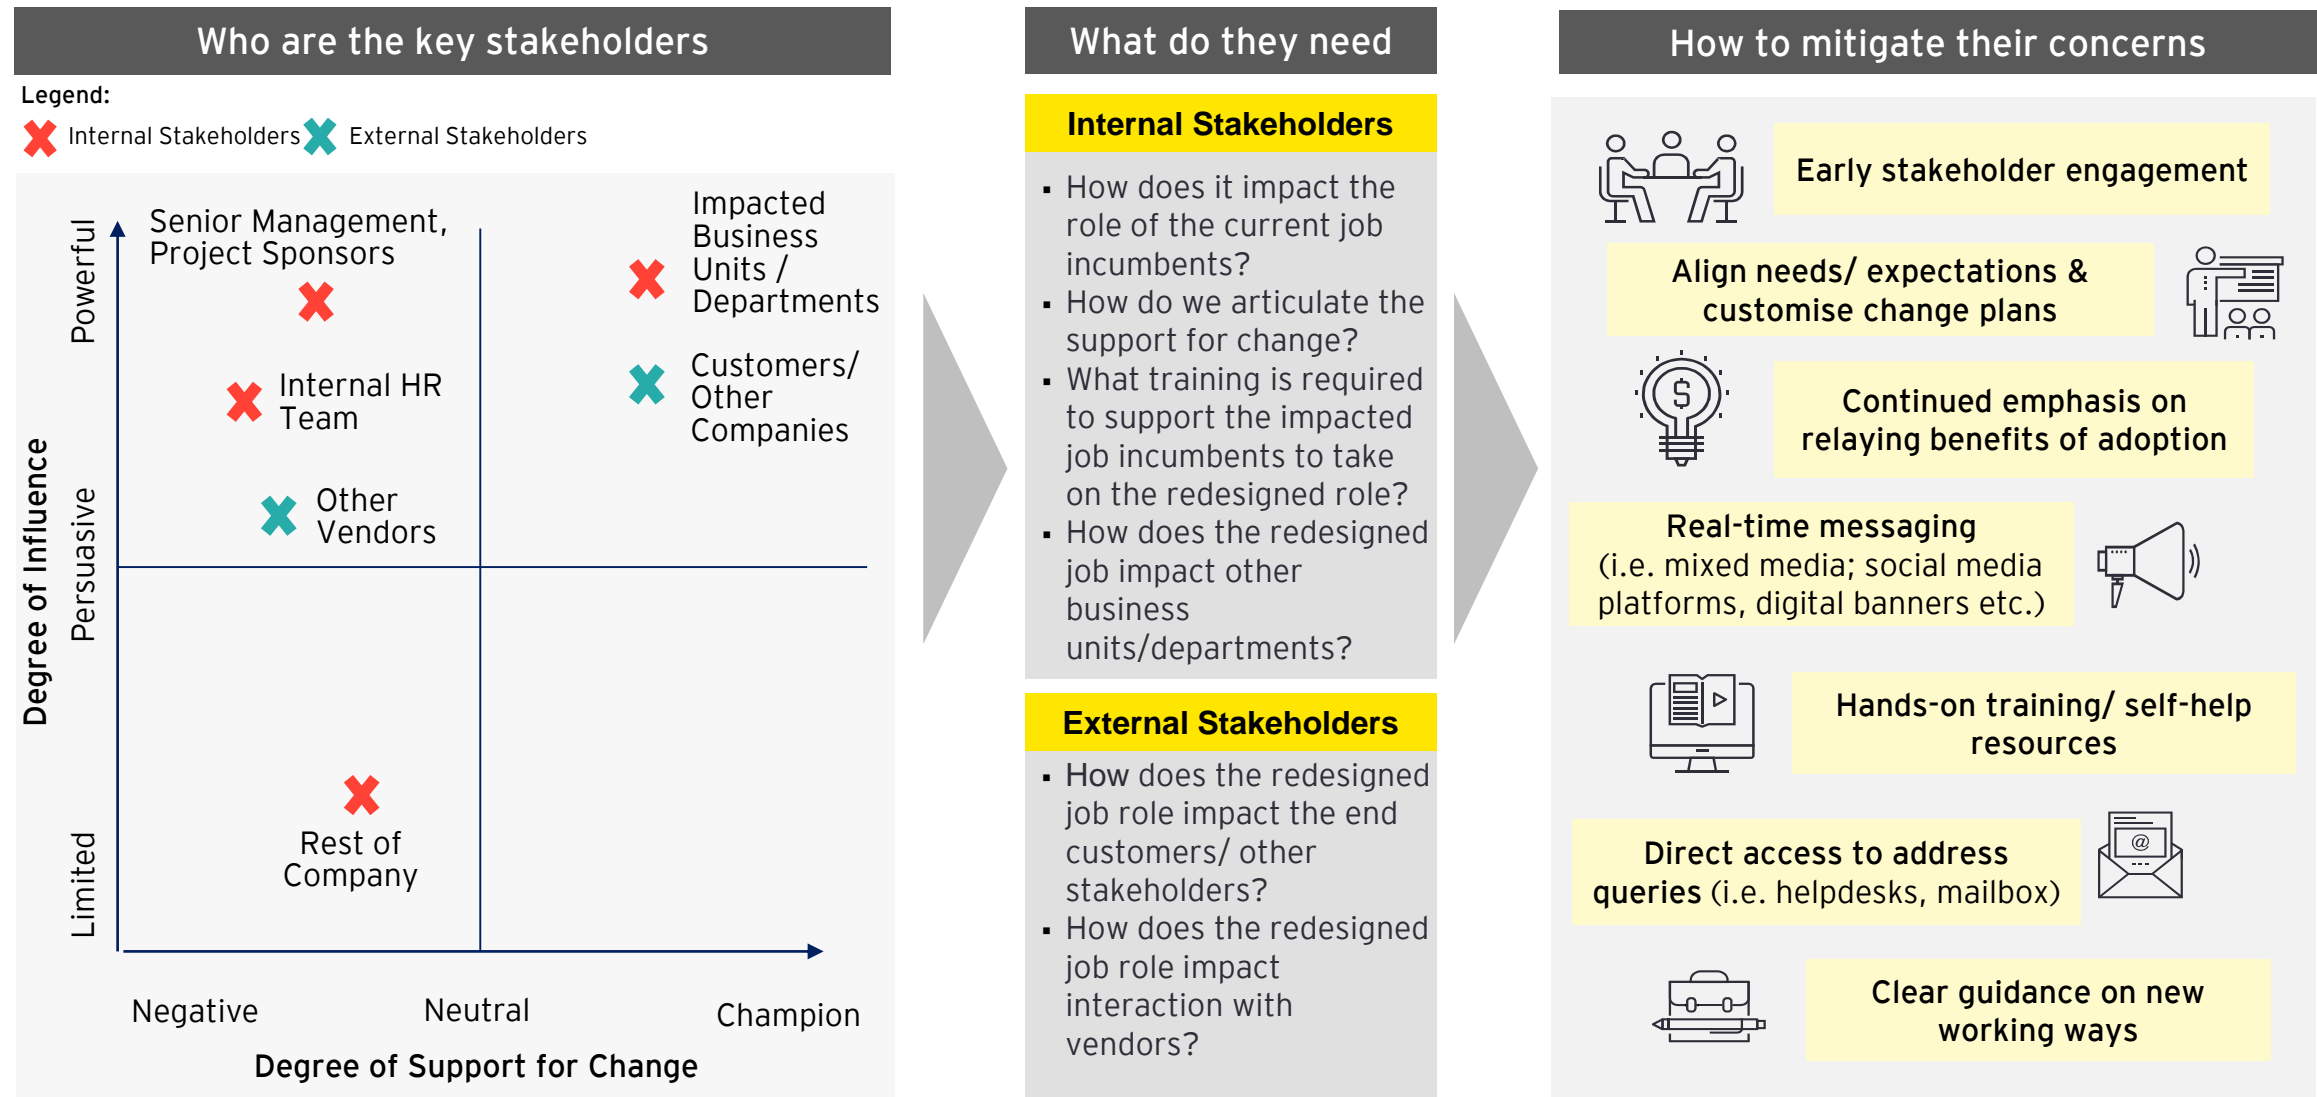 Who are the key stakeholders
Legend:
Internal Stakeholders
External Stakeholders
Powerful
Persuasive
Limited
Degree of Influence
Senior Management,
Project Sponsors
Impacted
Business
Units /
Departments
Internal HR
Team
Customers/
Other
Companies
Other
Vendors
Rest of
Company
Negative
Neutral
Champion
Degree of Support for Change
What do they need
Internal Stakeholders
▪ How does it impact the
role of the current job
incumbents?
▪ How do we articulate the
support for change?
▪ What training is required
to support the impacted
job incumbents to take
on the redesigned role?
▪ How does the redesigned
job impact other
business
units/departments?
External Stakeholders
▪ How does the redesigned
job role impact the end
customers/ other
stakeholders?
▪ How does the redesigned
job role impact
interaction with
vendors?
How to mitigate their concerns
Early stakeholder engagement
Align needs/ expectations &
customise change plans
$
Continued emphasis on
relaying benefits of adoption
Real-time messaging
(i.e. mixed media; social media
platforms, digital banners etc.)
Hands-on training/ self-help
resources
Direct access to address
queries (i.e. helpdesks, mailbox)
@
Clear guidance on new
working ways